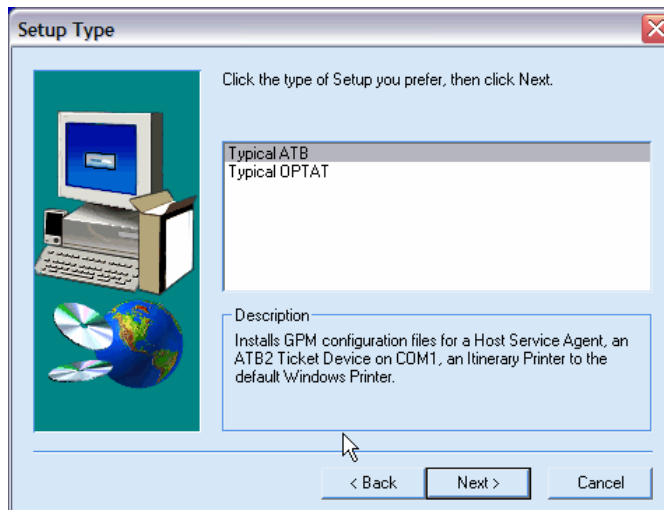 Setup Type
Click the type of Setup you prefer, then click Next.
Typical ATB
Typical OPTAT
Description
Installs GPM configuration files for a Host Service Agent, an
ATB2 Ticket Device on COM1, an Itinerary Printer to the
default Windows Printer.
< Back
Next >
Cancel